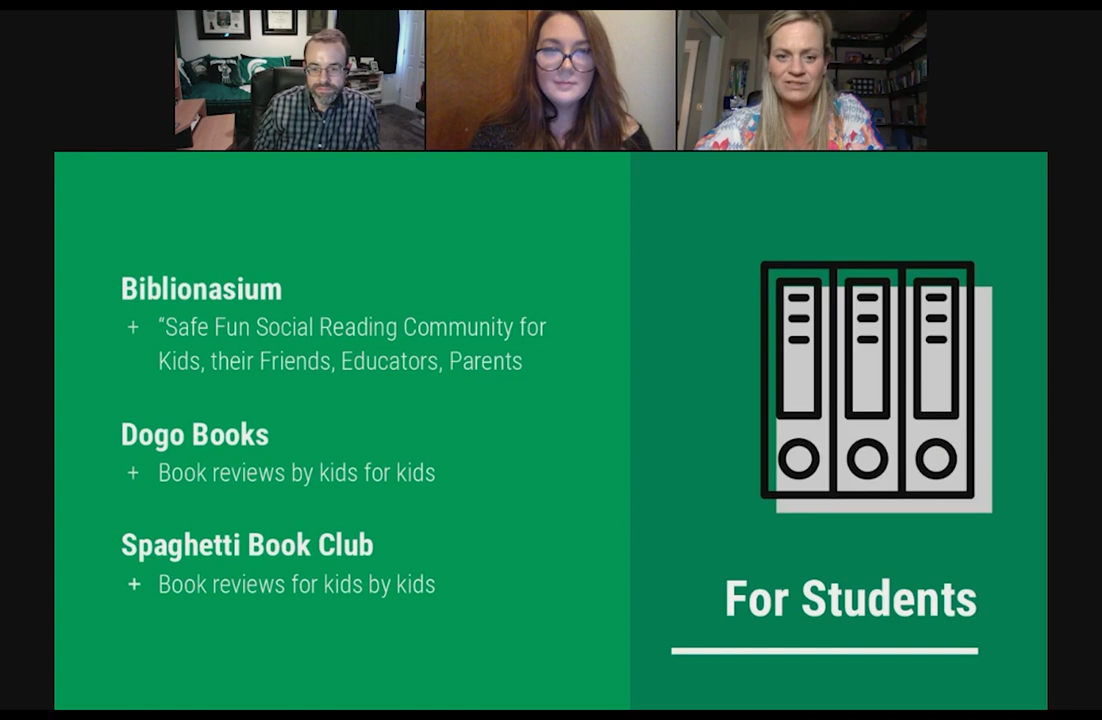 Biblionasium
+ “Safe Fun Social Reading Community for
Kids, their Friends, Educators, Parents
Dogo Books
+ Book reviews by kids for kids
Spaghetti Book Club
+ Book reviews for kids by kids
For Students